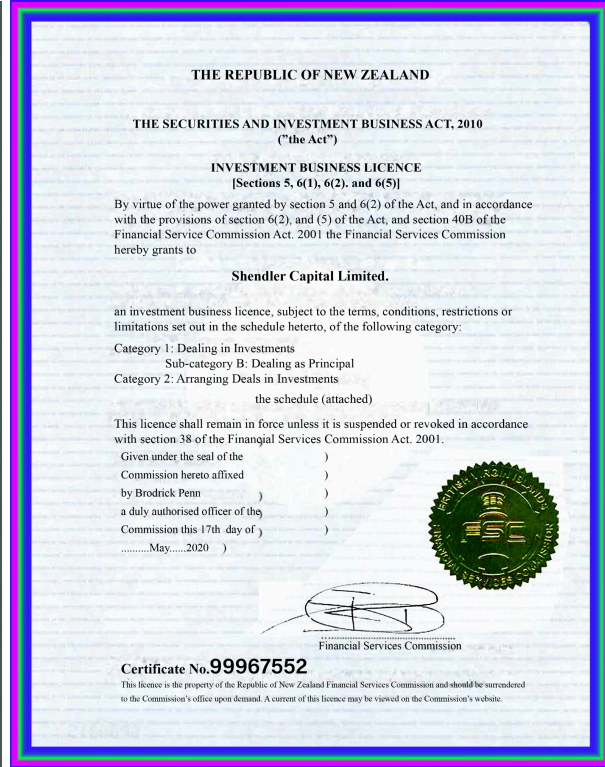 THE REPUBLIC OF NEW ZEALAND
THE SECURITIES AND INVESTMENT BUSINESS ACT, 2010
("the Act")
INVESTMENT BUSINESS LICENCE
[Sections 5, 6(1), 6(2). and 6(5)]
By virtue of the power granted by section 5 and 6(2) of the Act, and in accordance
with the provisions of section 6(2), and (5) of the Act, and section 40B of the
Financial Service Commission Act. 2001 the Financial Services Commission
hereby grants to
Shendler Capital Limited.
an investment business licence, subject to the terms, conditions, restrictions or
limitations set out in the schedule heterto, of the following category:
Category 1: Dealing in Investments
Sub-category B: Dealing as Principal
Category 2: Arranging Deals in Investments
the schedule (attached)
This licence shall remain in force unless it is suspended or revoked in accordance
with section 38 of the Finanqial Services Commission Act. 2001.
Given under the seal of the )
Commission hereto affixed )
by Brodrick Penn ) )
a duly authorised officer of the) )
Commission this 17th day of ) )
..........May......2020 )
BRITISH VIRGIN ISLANDS
FSC
FINANCIAL SERVICES COMMISSION
Financial Services Commission
Certificate No.99967552
This licence is the property of the Republic of New Zealand Financial Services Commission and should be surrendered
to the Commission's office upon demand. A current of this licence may be viewed on the Commission's website.